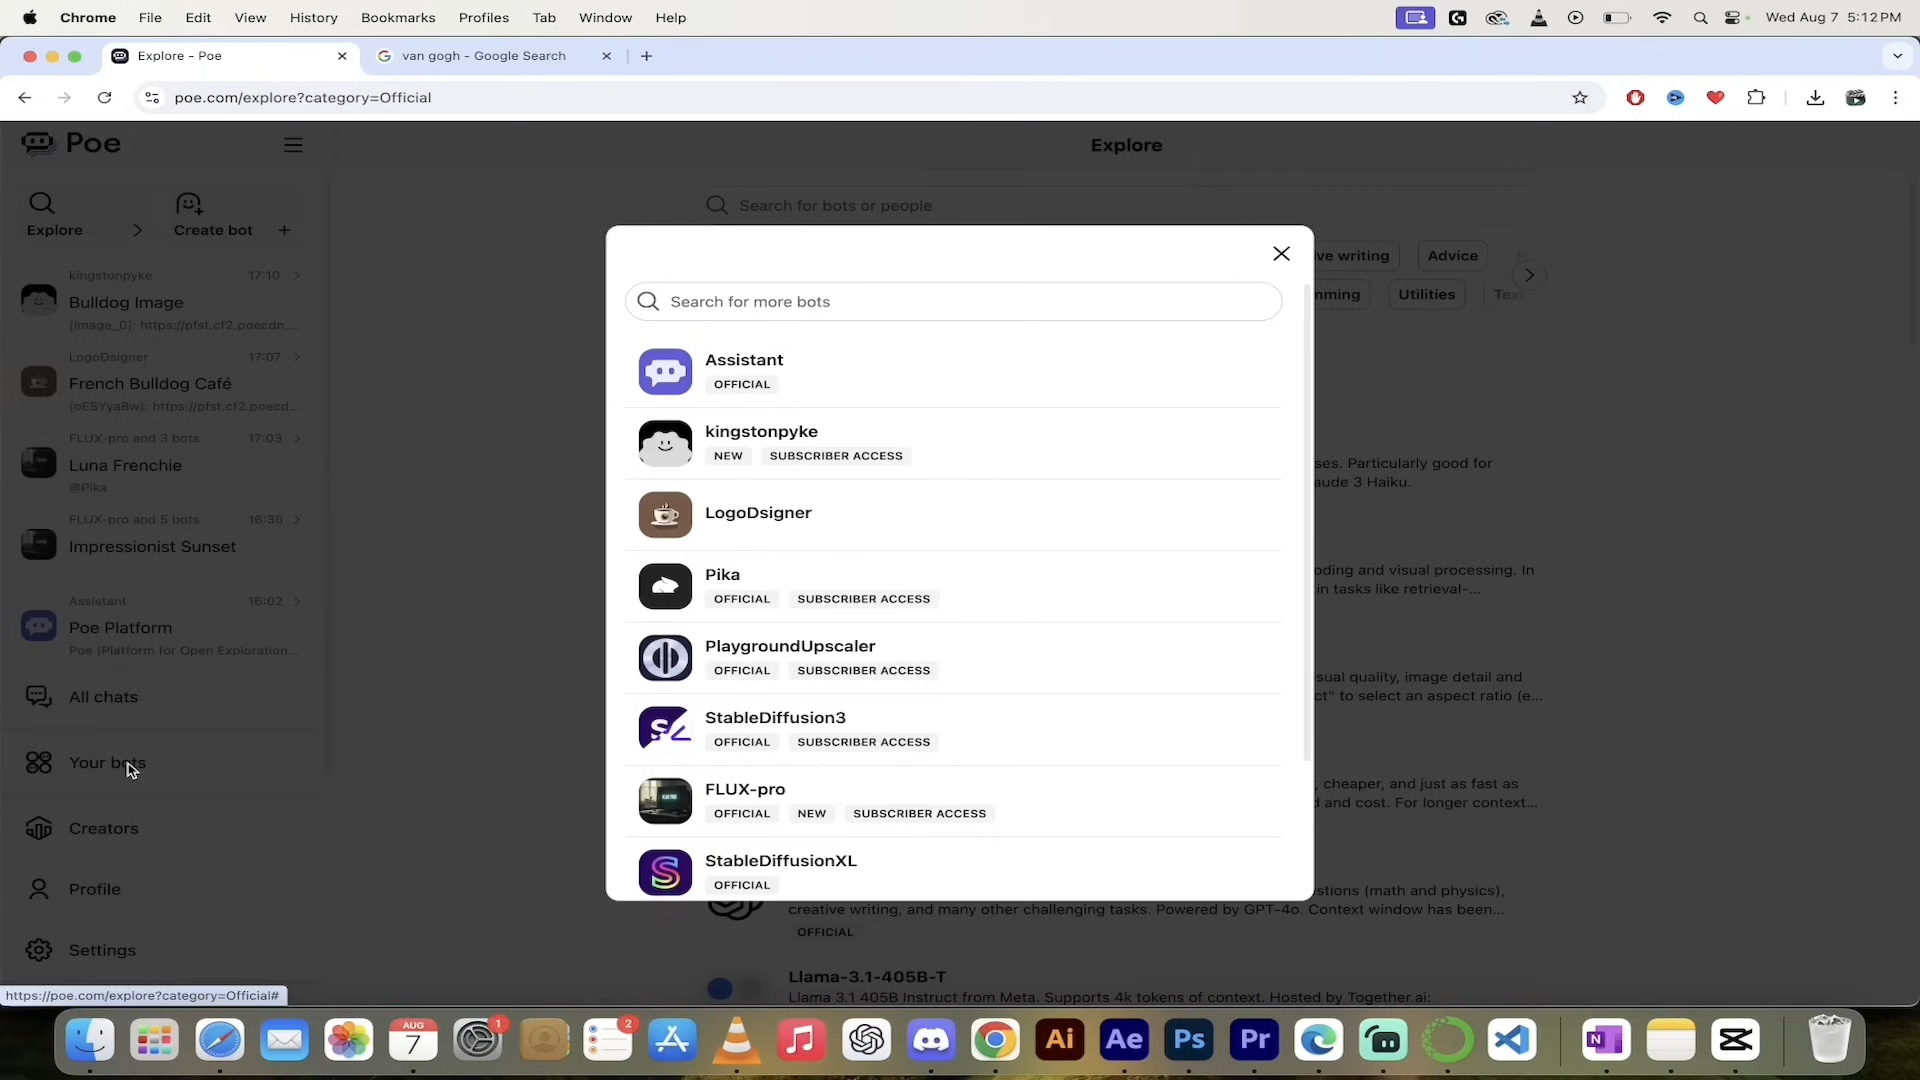 Chrome File Edit View History Bookmarks Profiles Tab Window Help
Wed Aug 7 5:12 PM
Explore - Poe
van gogh - Google Search
poe.com/explore?category=Official
Poe
Explore
Search for bots or people
Explore
Create bot
ve writing
Advice
mming
Utilities
kingstonpyke 17:10
Bulldog Image
[image_0]: https://pfst.cf2.poecdn....
LogoDsigner 17:07
French Bulldog Café
[oESYya8w]: https://pfst.cf2.poecd...
FLUX-pro and 3 bots 17:03
Luna Frenchie
@Pika
FLUX-pro and 5 bots 16:35
Impressionist Sunset
Assistant 16:02
Poe Platform
Poe (Platform for Open Exploration...
All chats
Your bots
Creators
Profile
Settings
https://poe.com/explore?category=Official#
Search for more bots
Assistant
OFFICIAL
kingstonpyke
NEW SUBSCRIBER ACCESS
LogoDsigner
Pika
OFFICIAL SUBSCRIBER ACCESS
PlaygroundUpscaler
OFFICIAL SUBSCRIBER ACCESS
StableDiffusion3
OFFICIAL SUBSCRIBER ACCESS
FLUX-pro
OFFICIAL NEW SUBSCRIBER ACCESS
StableDiffusionXL
OFFICIAL
ses. Particularly good for
aude 3 Haiku.
oding and visual processing. In
in tasks like retrieval-...
sual quality, image detail and
ct" to select an aspect ratio (e...
, cheaper, and just as fast as
d and cost. For longer context...
stions (math and physics),
creative writing, and many other challenging tasks. Powered by GPT-4o. Context window has been...
OFFICIAL
Llama-3.1-405B-T
Llama 3.1 405B Instruct from Meta. Supports 4k tokens of context. Hosted by Together.ai;
AUG
7
1
2
Ai
Ae
Ps
Pr
N